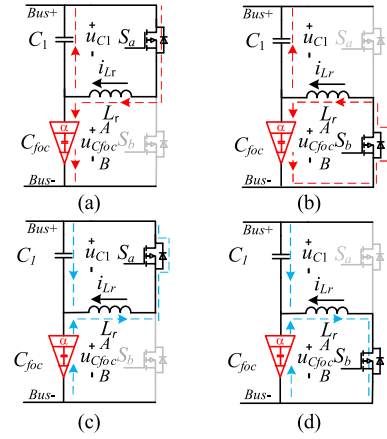 Bus+ Bus+
C1 + uC1 - Sa C1 + uC1 - Sa
iLr iLr
Lr Lr
Cfoc α + A uCfoc - B Sb Cfoc α + A uCfoc - B Sb
Bus- Bus-
(a) (b)
Bus+ Bus+
C1 + uC1 - Sa C1 + uC1 - Sa
iLr iLr
Lr Lr
Cfoc α + A uCfoc - B Sb Cfoc α + A uCfoc - B Sb
Bus- Bus-
(c) (d)